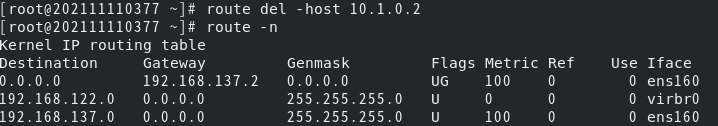 [root@202111110377 ~]# route del -host 10.1.0.2
[root@202111110377 ~]# route -n
Kernel IP routing table
Destination     Gateway         Genmask         Flags Metric Ref    Use Iface
0.0.0.0         192.168.137.2   0.0.0.0         UG    100    0        0 ens160
192.168.122.0   0.0.0.0         255.255.255.0   U     0      0        0 virbr0
192.168.137.0   0.0.0.0         255.255.255.0   U     100    0        0 ens160